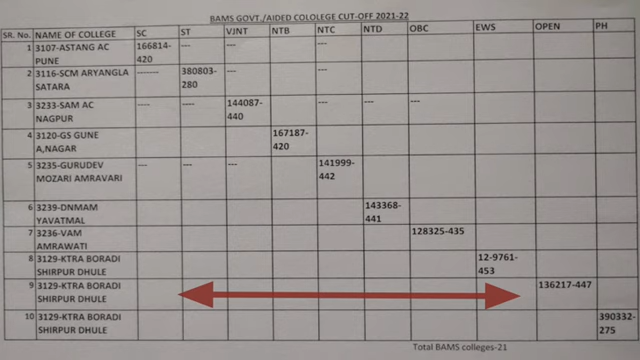 BAMS GOVT./AIDED COLOLEGE CUT-OFF 2021-22
SR. No. NAME OF COLLEGE SC ST VJNT NTB NTC NTD OBC EWS OPEN PH
1 3107-ASTANG AC 166814- --- ---
PUNE 420
2 3116-SCM ARYANGLA ------- 380803- ---
SATARA 280
3 3233-SAM AC ---- ---- 144087- --- --- ---
NAGPUR 440
4 3120-GS GUNE 167187-
A,NAGAR 420
5 3235-GURUDEV --- --- --- 141999-
MOZARI AMRAVARI 442
6 3239-DNMAM 143368-
YAVATMAL 441
7 3236-VAM 128325-435
AMRAWATI
8 3129-KTRA BORADI 12-9761-
SHIRPUR DHULE 453
9 3129-KTRA BORADI 136217-447
SHIRPUR DHULE
10 3129-KTRA BORADI 390332-
SHIRPUR DHULE 275
Total BAMS colleges-21